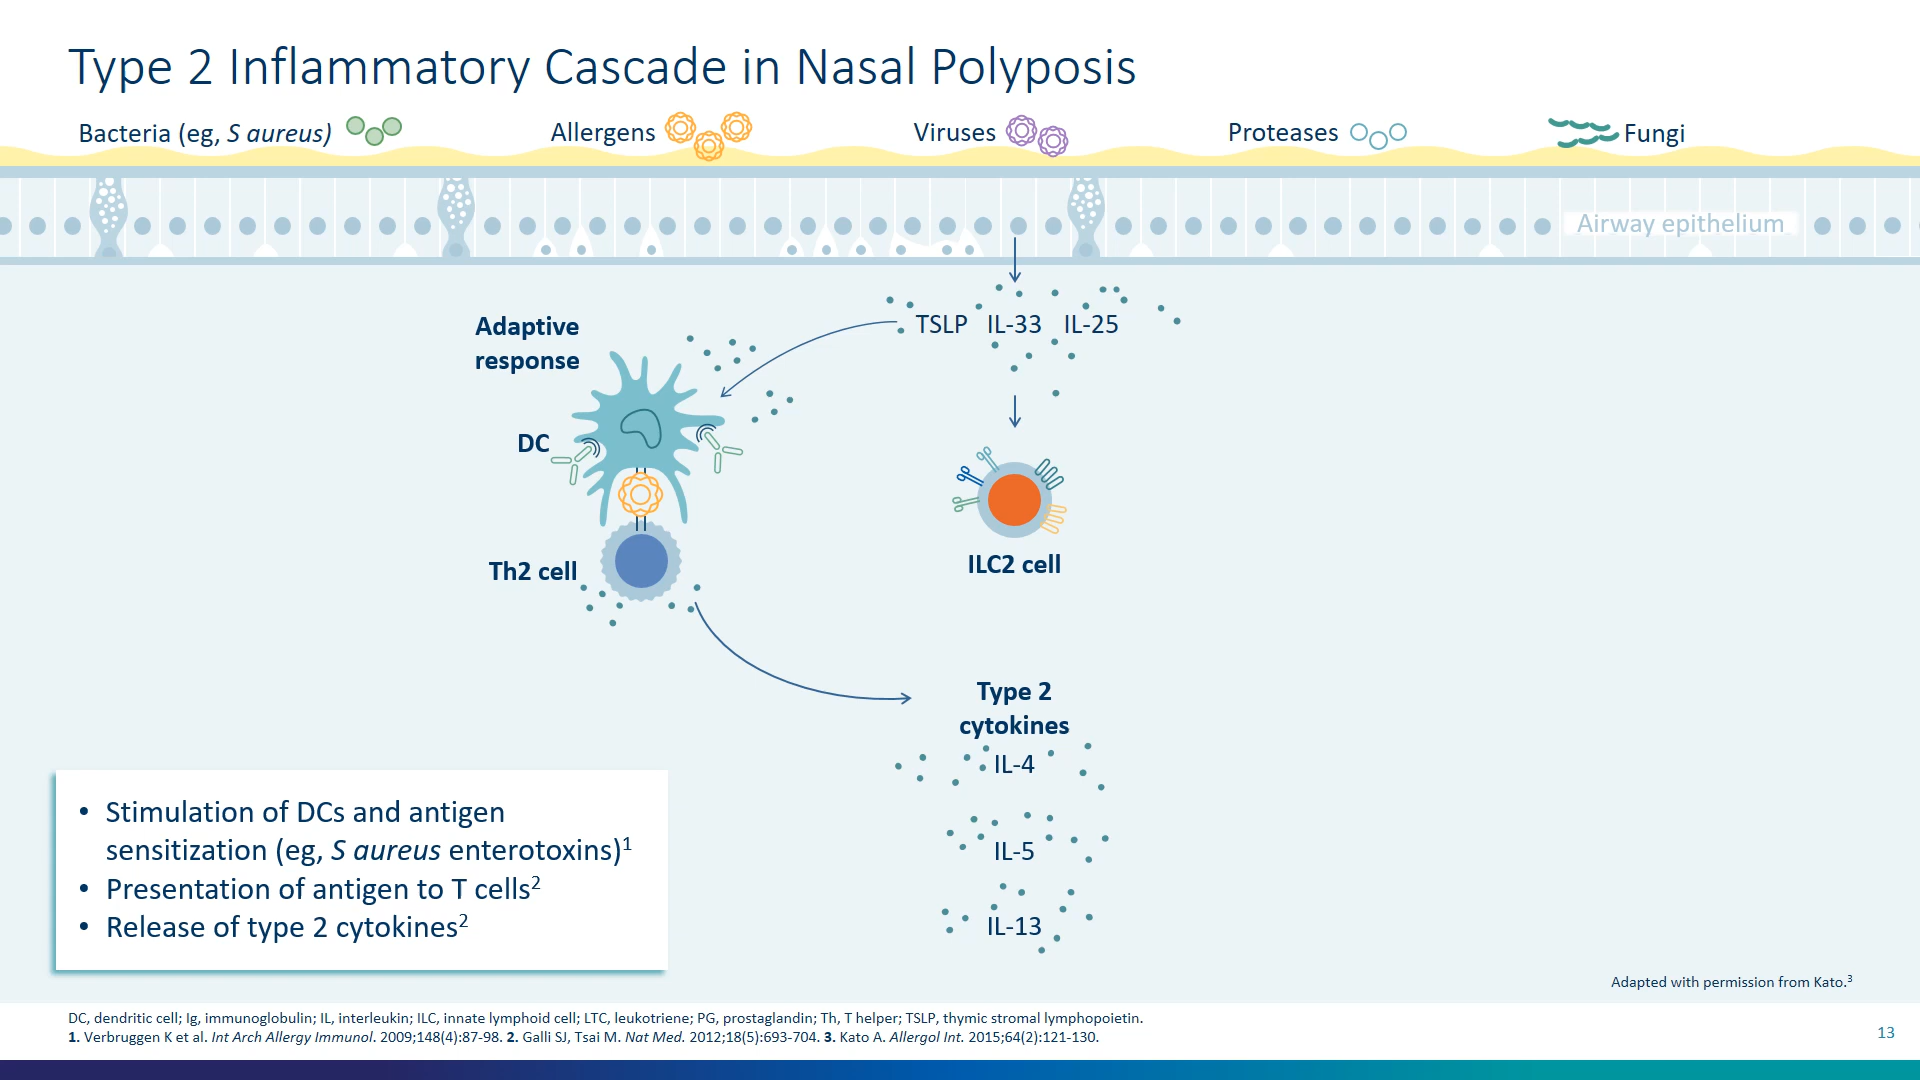 Type 2 Inflammatory Cascade in Nasal Polyposis
Bacteria (eg, S aureus)
Allergens
Viruses
Proteases
Fungi
Airway epithelium
Adaptive
response
TSLP IL-33 IL-25
DC
Th2 cell
ILC2 cell
Type 2
cytokines
IL-4
IL-5
IL-13
• Stimulation of DCs and antigen
sensitization (eg, S aureus enterotoxins)1
• Presentation of antigen to T cells2
• Release of type 2 cytokines2
Adapted with permission from Kato.3
DC, dendritic cell; Ig, immunoglobulin; IL, interleukin; ILC, innate lymphoid cell; LTC, leukotriene; PG, prostaglandin; Th, T helper; TSLP, thymic stromal lymphopoietin.
1. Verbruggen K et al. Int Arch Allergy Immunol. 2009;148(4):87-98. 2. Galli SJ, Tsai M. Nat Med. 2012;18(5):693-704. 3. Kato A. Allergol Int. 2015;64(2):121-130.
13